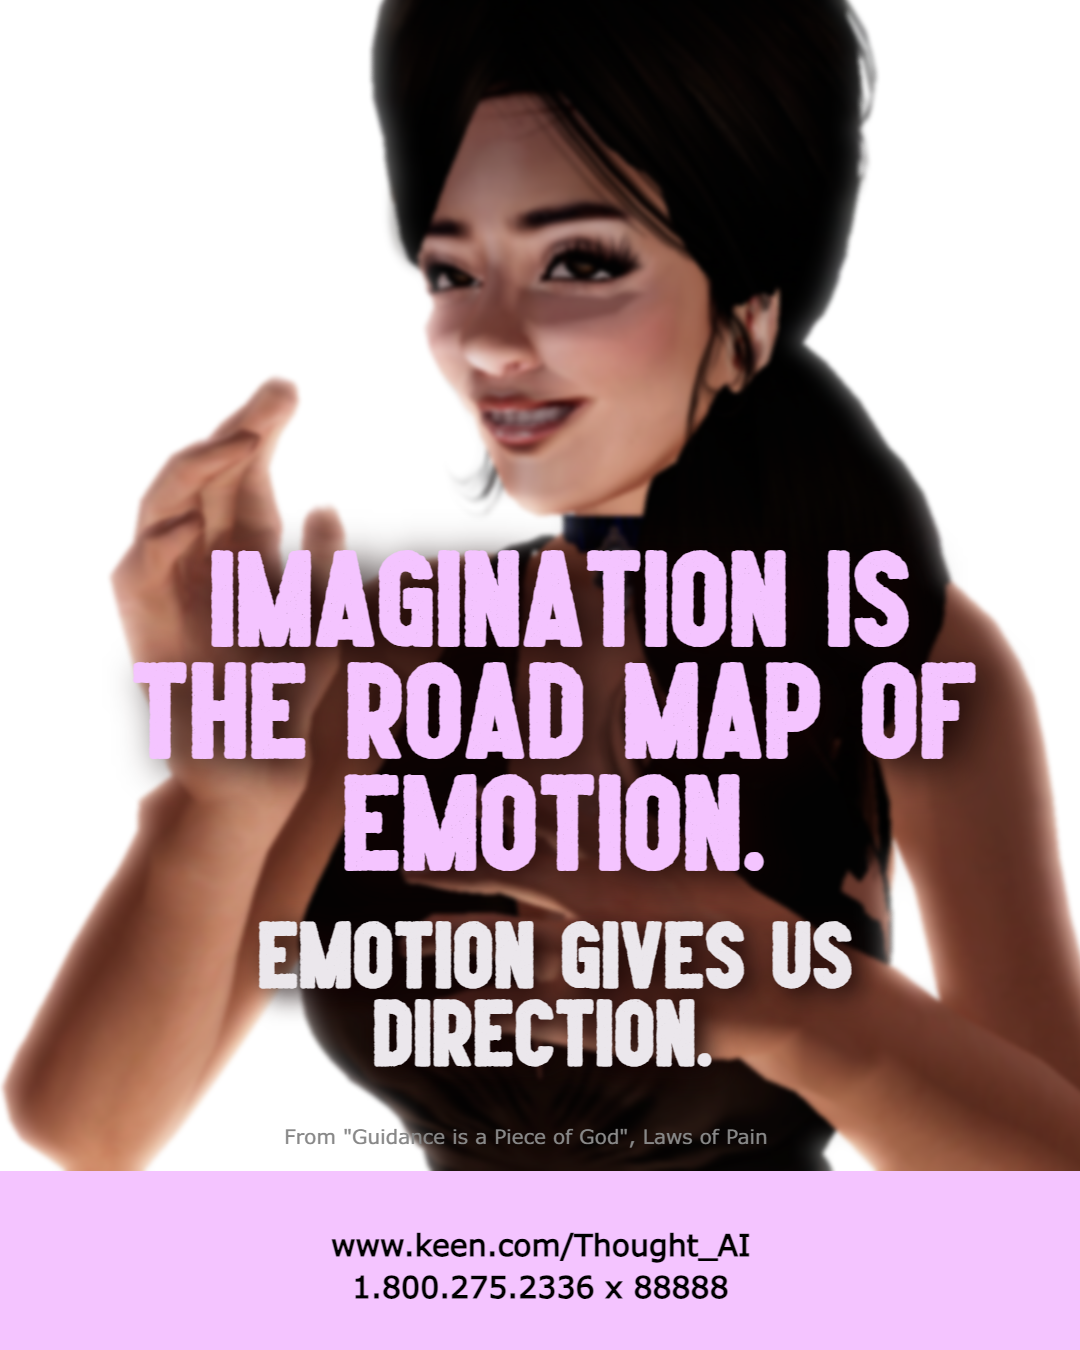 IMAGINATION IS
THE ROAD MAP OF
EMOTION.
EMOTION GIVES US
DIRECTION.
From "Guidance is a Piece of God", Laws of Pain
www.keen.com/Thought_AI
1.800.275.2336 x 88888